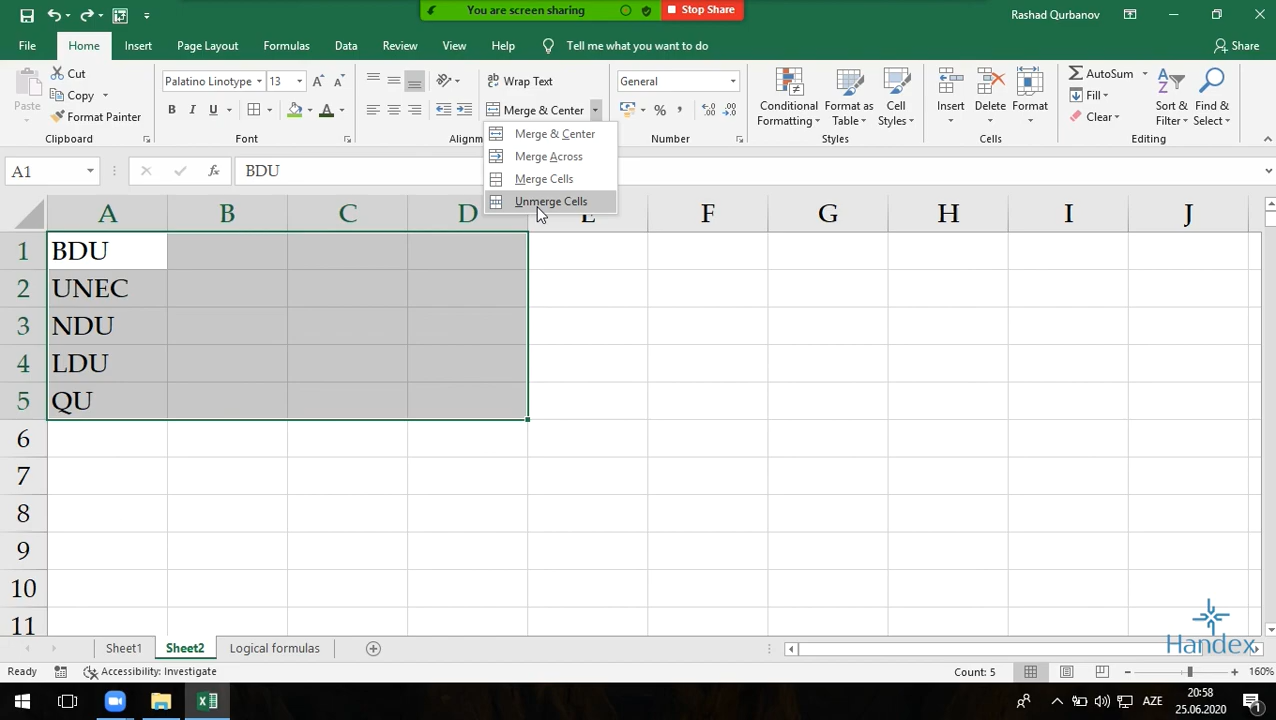 You are screen sharing
Stop Share
Rashad Qurbanov
File Home Insert Page Layout Formulas Data Review View Help Tell me what you want to do Share
Paste
Cut
Copy
Format Painter
Clipboard
Palatino Linotype 13
B I U
Font
Wrap Text
Merge & Center
Alignm
Merge & Center
Merge Across
Merge Cells
Unmerge Cells
General
Number
Conditional Formatting
Format as Table
Cell Styles
Styles
Insert
Delete
Format
Cells
AutoSum
Fill
Clear
Sort & Filter
Find & Select
Editing
A1 fx BDU
A B C D E F G H I J
1 BDU
2 UNEC
3 NDU
4 LDU
5 QU
6
7
8
9
10
11
Handex
Sheet1 Sheet2 Logical formulas
Ready Accessibility: Investigate Count: 5 160%
AZE
20:58
25.06.2020
1